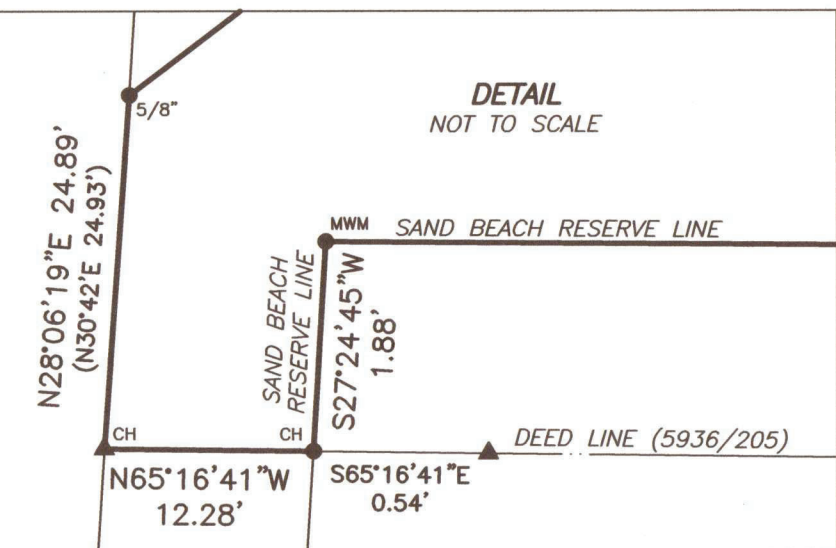 5/8"
DETAIL
NOT TO SCALE
N28°06'19"E 24.89'
(N30°42'E 24.93')
MWM
SAND BEACH RESERVE LINE
SAND BEACH
RESERVE LINE
S27°24'45"W
1.88'
CH
CH
DEED LINE (5936/205)
N65°16'41"W
12.28'
S65°16'41"E
0.54'